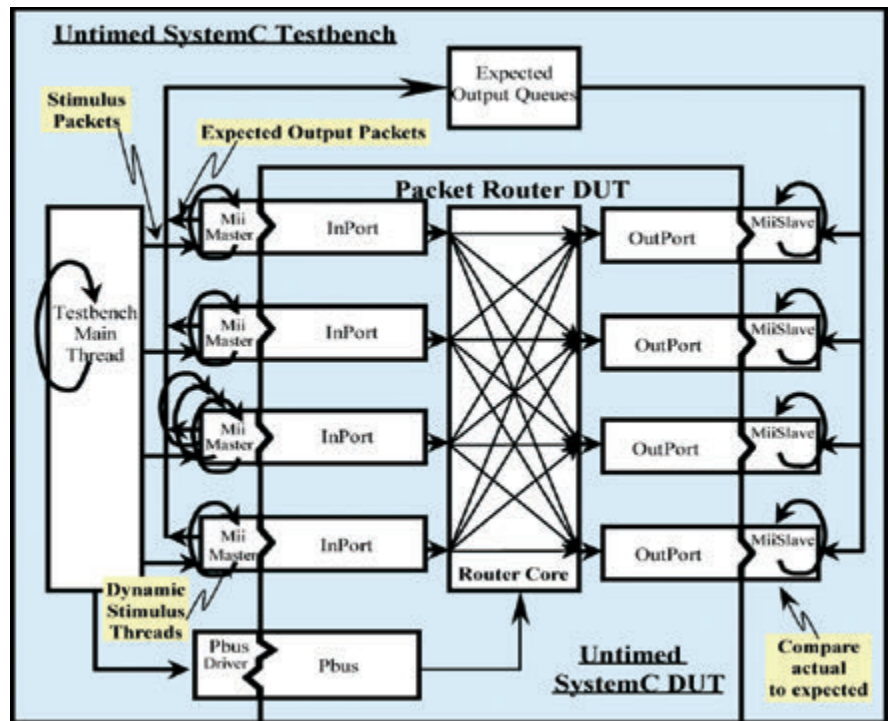 Untimed SystemC Testbench
Expected
Output Queues
Stimulus
Packets
Expected Output Packets
Packet Router DUT
Mii
Master
InPort
OutPort
MiiSlave
Testbench
Main
Thread
Mii
Master
InPort
OutPort
MiiSlave
Mii
Master
InPort
OutPort
MiiSlave
Mii
Master
InPort
Router Core
OutPort
MiiSlave
Dynamic
Stimulus
Threads
Pbus
Driver
Pbus
Untimed
SystemC DUT
Compare
actual
to expected